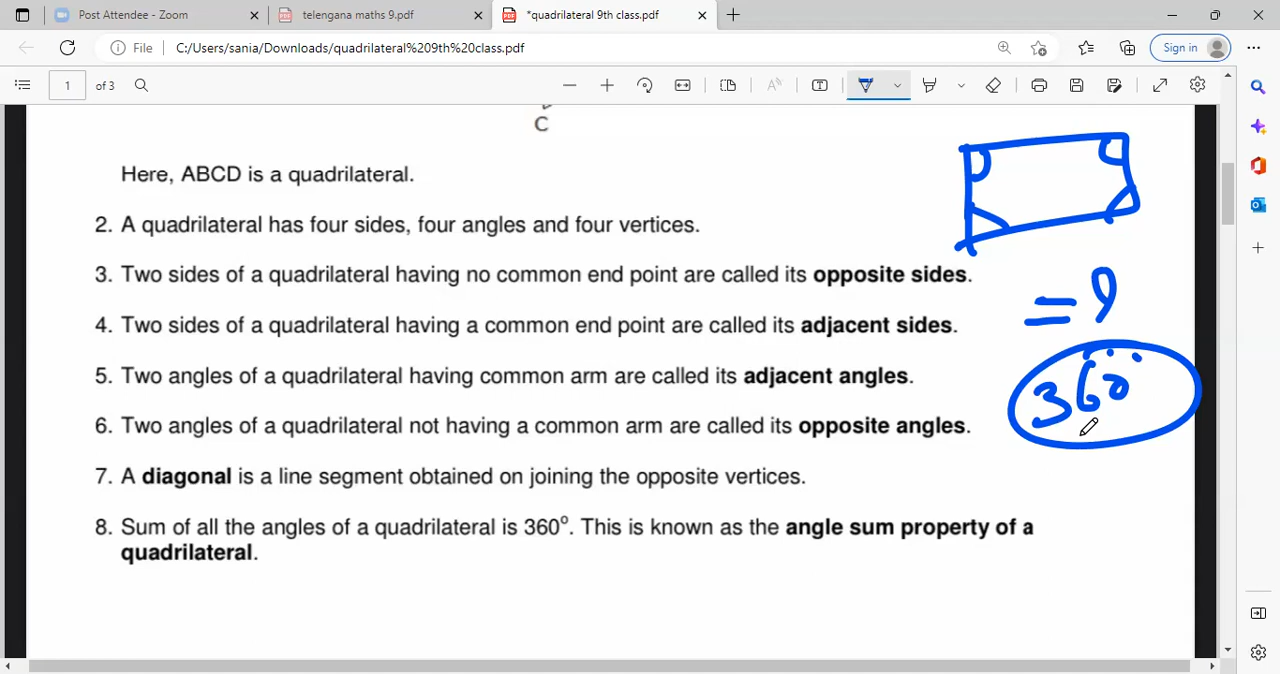 Post Attendee - Zoom
telengana maths 9.pdf
*quadrilateral 9th class.pdf
File
C:/Users/sania/Downloads/quadrilateral%209th%20class.pdf
Sign in
1
of 3
C
Here, ABCD is a quadrilateral.
2. A quadrilateral has four sides, four angles and four vertices.
3. Two sides of a quadrilateral having no common end point are called its opposite sides.
4. Two sides of a quadrilateral having a common end point are called its adjacent sides.
= 9
5. Two angles of a quadrilateral having common arm are called its adjacent angles.
360°
6. Two angles of a quadrilateral not having a common arm are called its opposite angles.
7. A diagonal is a line segment obtained on joining the opposite vertices.
8. Sum of all the angles of a quadrilateral is 360°. This is known as the angle sum property of a
quadrilateral.